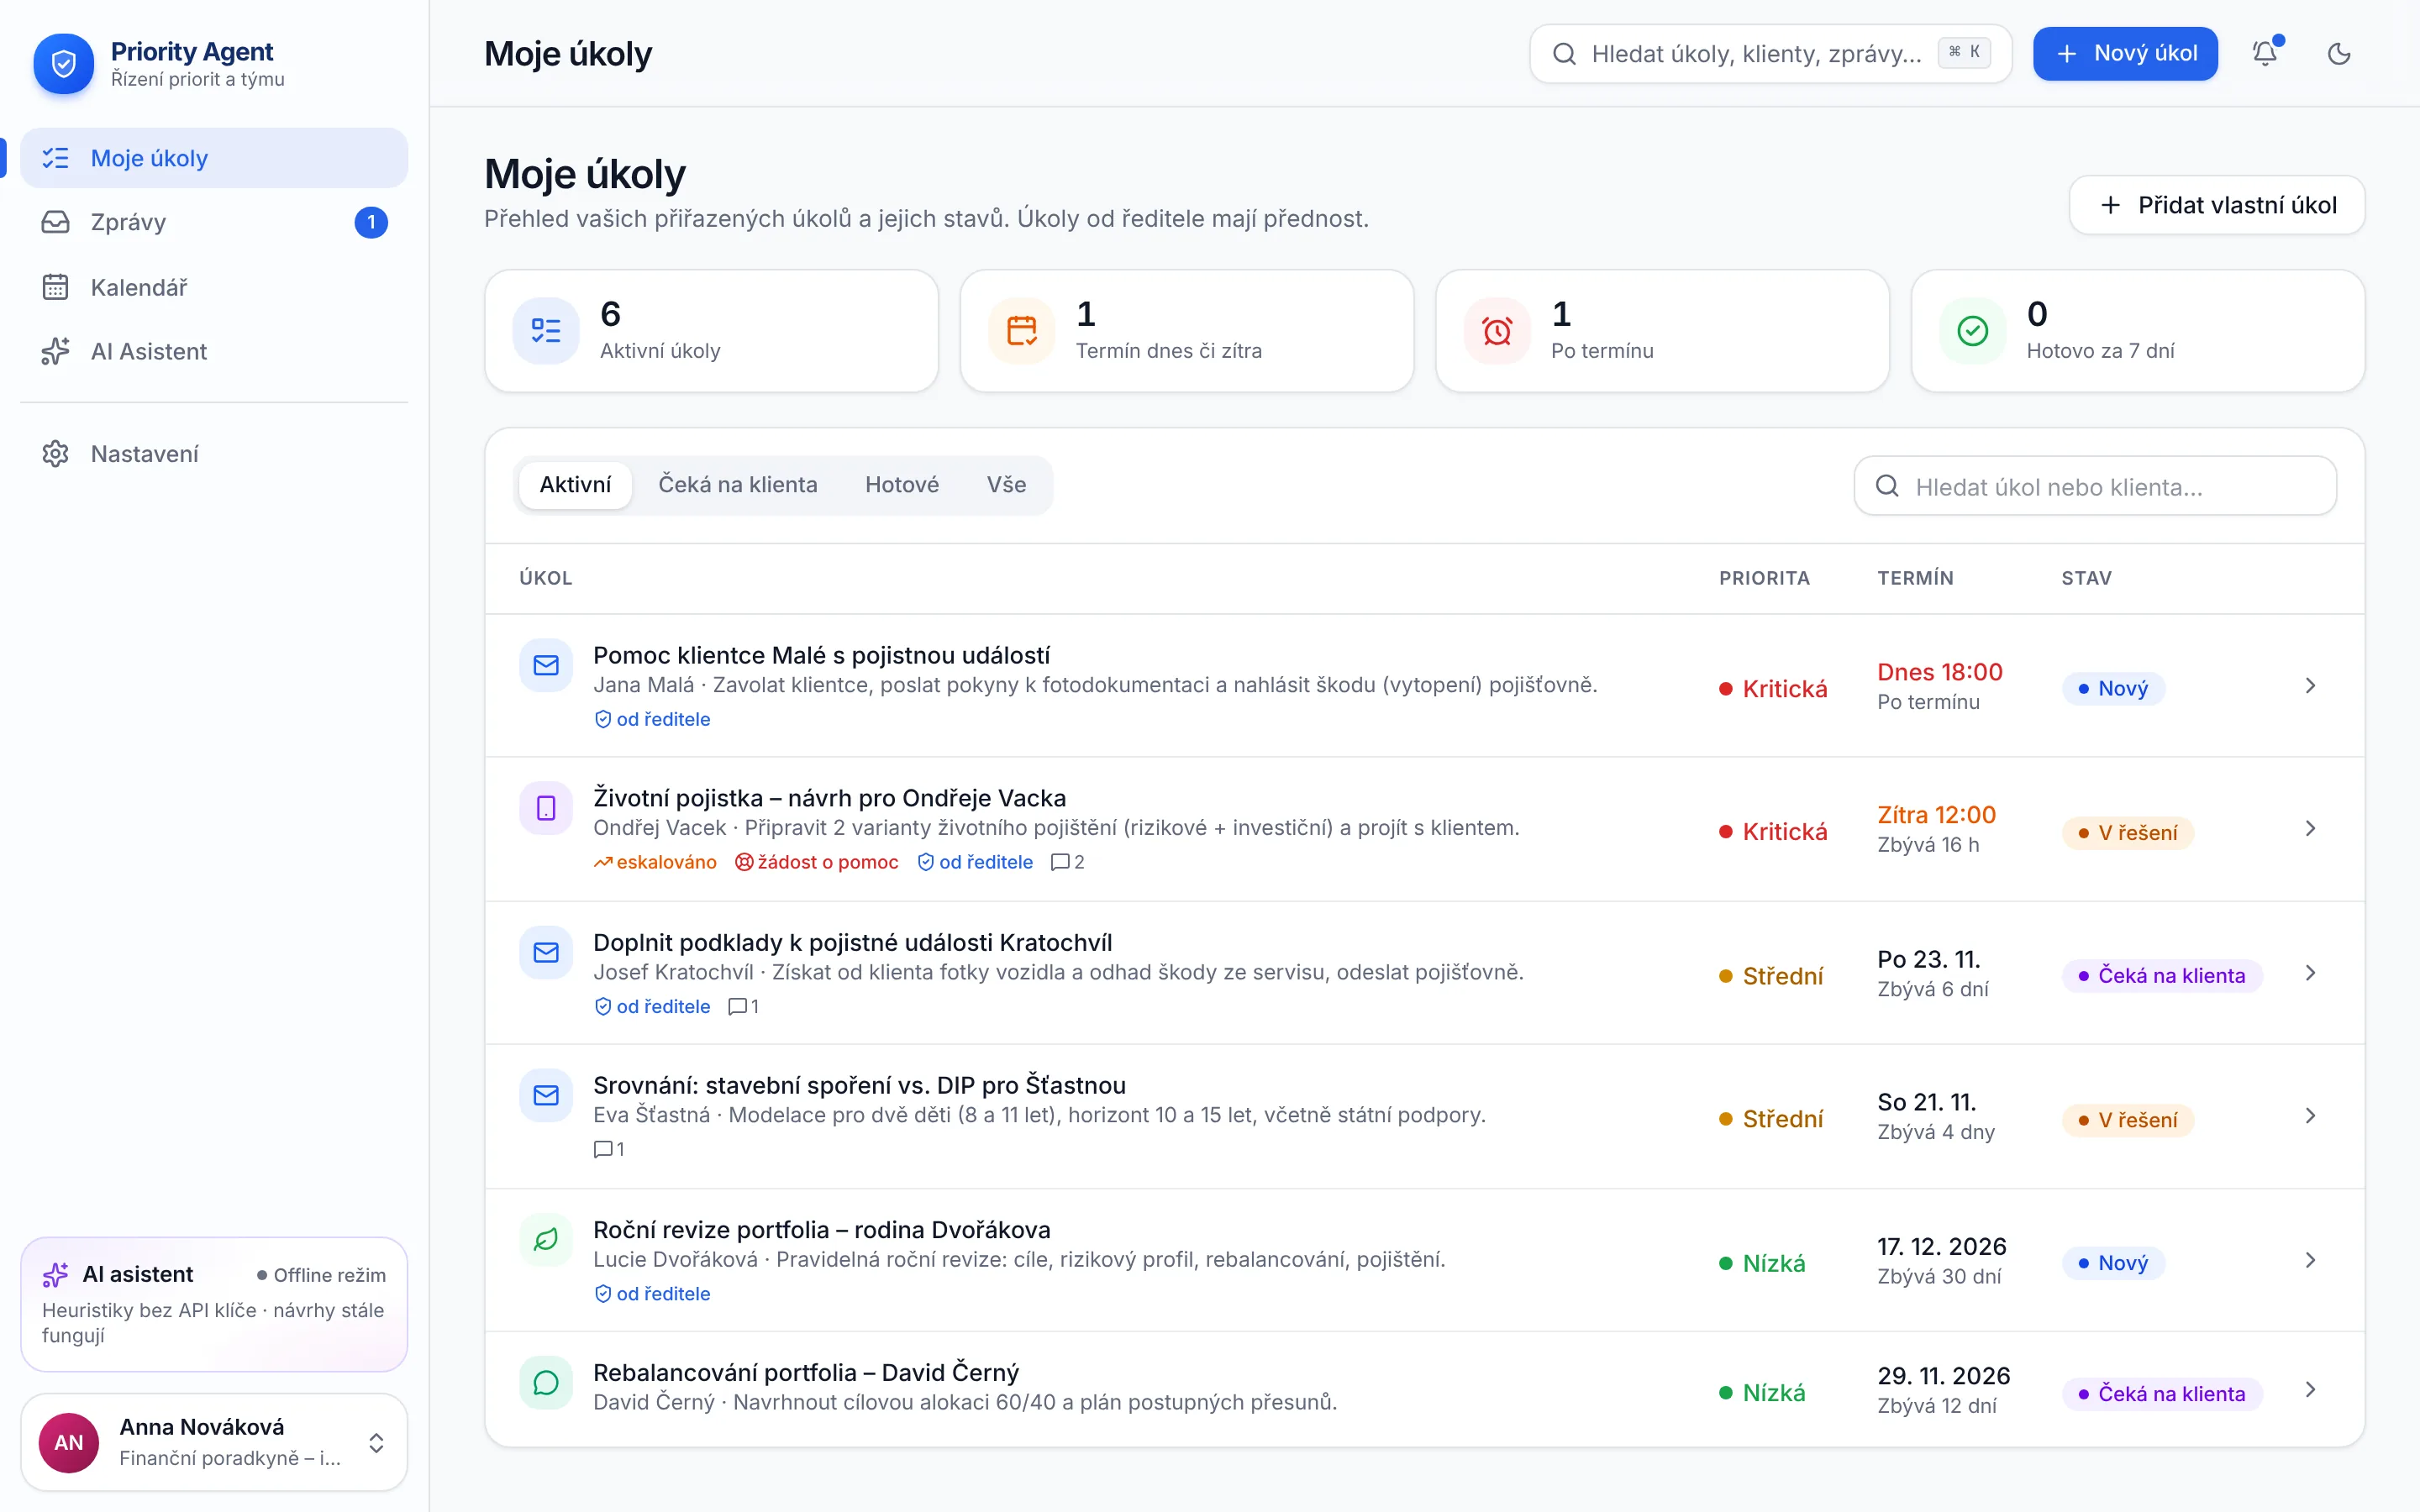 Priority Agent
Řízení priorit a týmu
Moje úkoly
Zprávy 1
Kalendář
AI Asistent
Nastavení
AI asistent Offline režim
Heuristiky bez API klíče · návrhy stále
fungují
AN
Anna Nováková
Finanční poradkyně – i...
Moje úkoly
Hledat úkoly, klienty, zprávy... ⌘ K
Nový úkol
Moje úkoly
Přehled vašich přiřazených úkolů a jejich stavů. Úkoly od ředitele mají přednost.
Přidat vlastní úkol
6
Aktivní úkoly
1
Termín dnes či zítra
1
Po termínu
0
Hotovo za 7 dní
Aktivní Čeká na klienta Hotové Vše
Hledat úkol nebo klienta...
ÚKOL PRIORITA TERMÍN STAV
Pomoc klientce Malé s pojistnou událostí
Jana Malá · Zavolat klientce, poslat pokyny k fotodokumentaci a nahlásit škodu (vytopení) pojišťovně.
od ředitele
Kritická
Dnes 18:00
Po termínu
Nový
Životní pojistka – návrh pro Ondřeje Vacka
Ondřej Vacek · Připravit 2 varianty životního pojištění (rizikové + investiční) a projít s klientem.
eskalováno žádost o pomoc od ředitele 2
Kritická
Zítra 12:00
Zbývá 16 h
V řešení
Doplnit podklady k pojistné události Kratochvíl
Josef Kratochvíl · Získat od klienta fotky vozidla a odhad škody ze servisu, odeslat pojišťovně.
od ředitele 1
Střední
Po 23. 11.
Zbývá 6 dní
Čeká na klienta
Srovnání: stavební spoření vs. DIP pro Šťastnou
Eva Šťastná · Modelace pro dvě děti (8 a 11 let), horizont 10 a 15 let, včetně státní podpory.
1
Střední
So 21. 11.
Zbývá 4 dny
V řešení
Roční revize portfolia – rodina Dvořákova
Lucie Dvořáková · Pravidelná roční revize: cíle, rizikový profil, rebalancování, pojištění.
od ředitele
Nízká
17. 12. 2026
Zbývá 30 dní
Nový
Rebalancování portfolia – David Černý
David Černý · Navrhnout cílovou alokaci 60/40 a plán postupných přesunů.
Nízká
29. 11. 2026
Zbývá 12 dní
Čeká na klienta